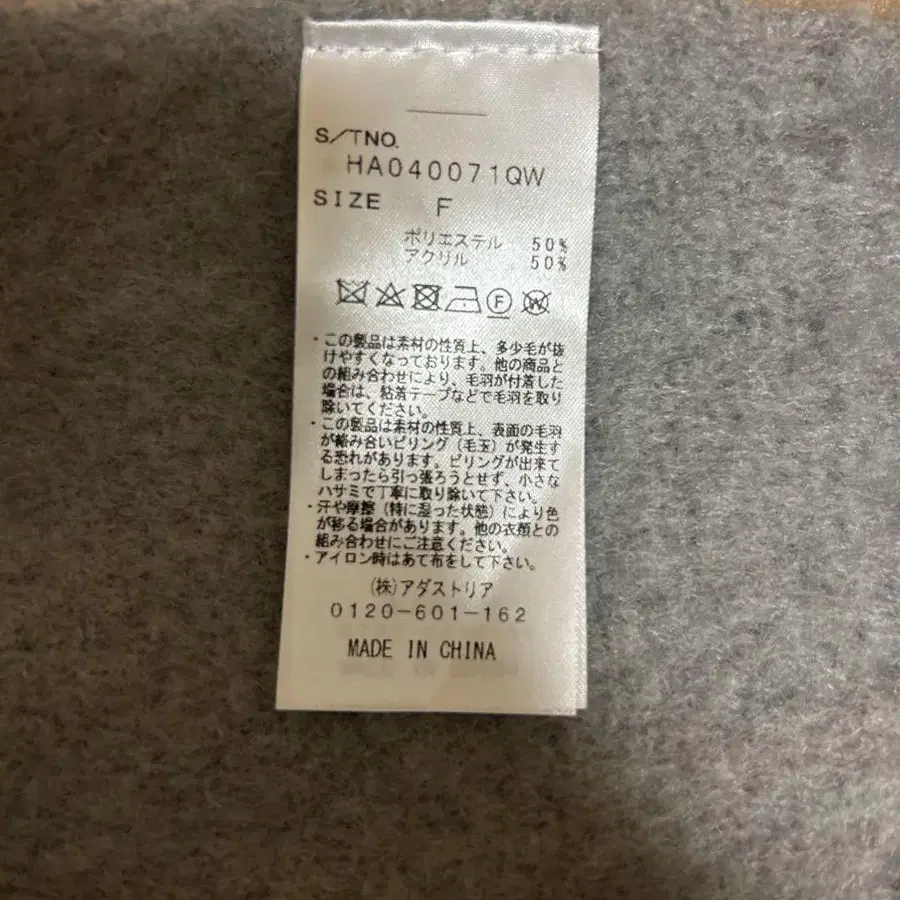 S/TNO.
HA040071QW
SIZE F
ポリエステル 50%
アクリル 50%
F W
・この製品は素材の性質上、多少毛が抜
けやすくなっております。他の商品と
の組み合わせにより、毛羽が付着した
場合は、粘着テープなどで毛羽を取り
除いてください。
・この製品は素材の性質上、表面の毛羽
が絡み合いピリング（毛玉）が発生す
る恐れがあります。ピリングが出来て
しまったら引っ張ろうとせず、小さな
ハサミで丁寧に取り除いて下さい。
・汗や摩擦（特に湿った状態）により色
が移る場合があります。他の衣類との
組み合わせにご注意ください。
・アイロン時はあて布をして下さい。
(株)アダストリア
0120-601-162
MADE IN CHINA